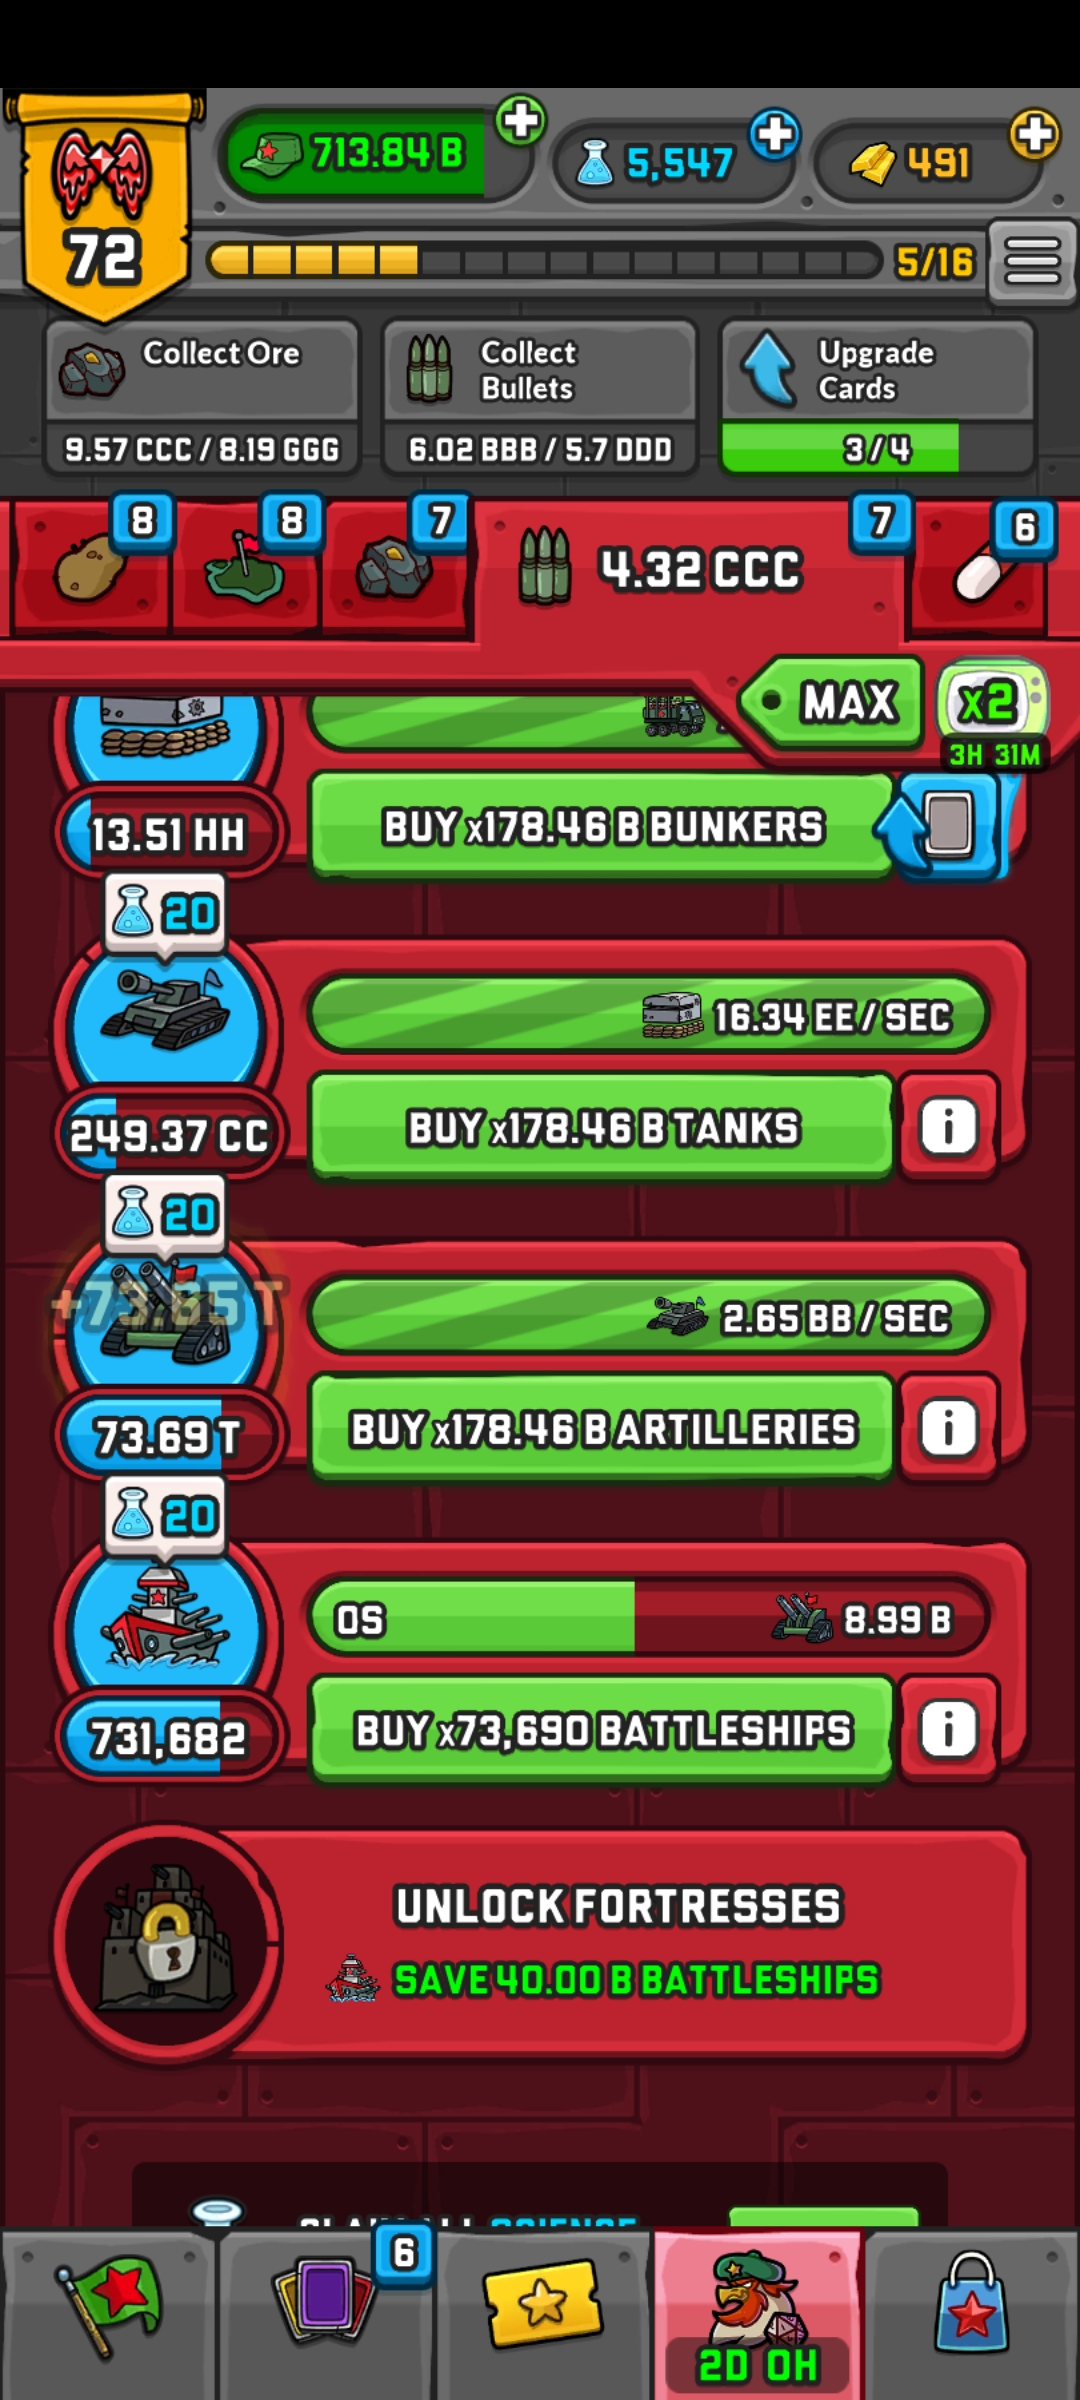 713.84 B
5,547
491
72
5/16
Collect Ore
9.57 CCC / 8.19 GGG
Collect
Bullets
6.02 BBB / 5.7 DDD
Upgrade
Cards
3/4
8
8
7
4.32 CCC
7
6
MAX
x2
3H 31M
13.51 HH
BUY x178.46 B BUNKERS
20
16.34 EE / SEC
249.37 CC
BUY x178.46 B TANKS
20
2.65 BB / SEC
73.69 T
BUY x178.46 B ARTILLERIES
20
0S
8.99 B
731,682
BUY x73,690 BATTLESHIPS
UNLOCK FORTRESSES
SAVE 40.00 B BATTLESHIPS
6
2D 0H